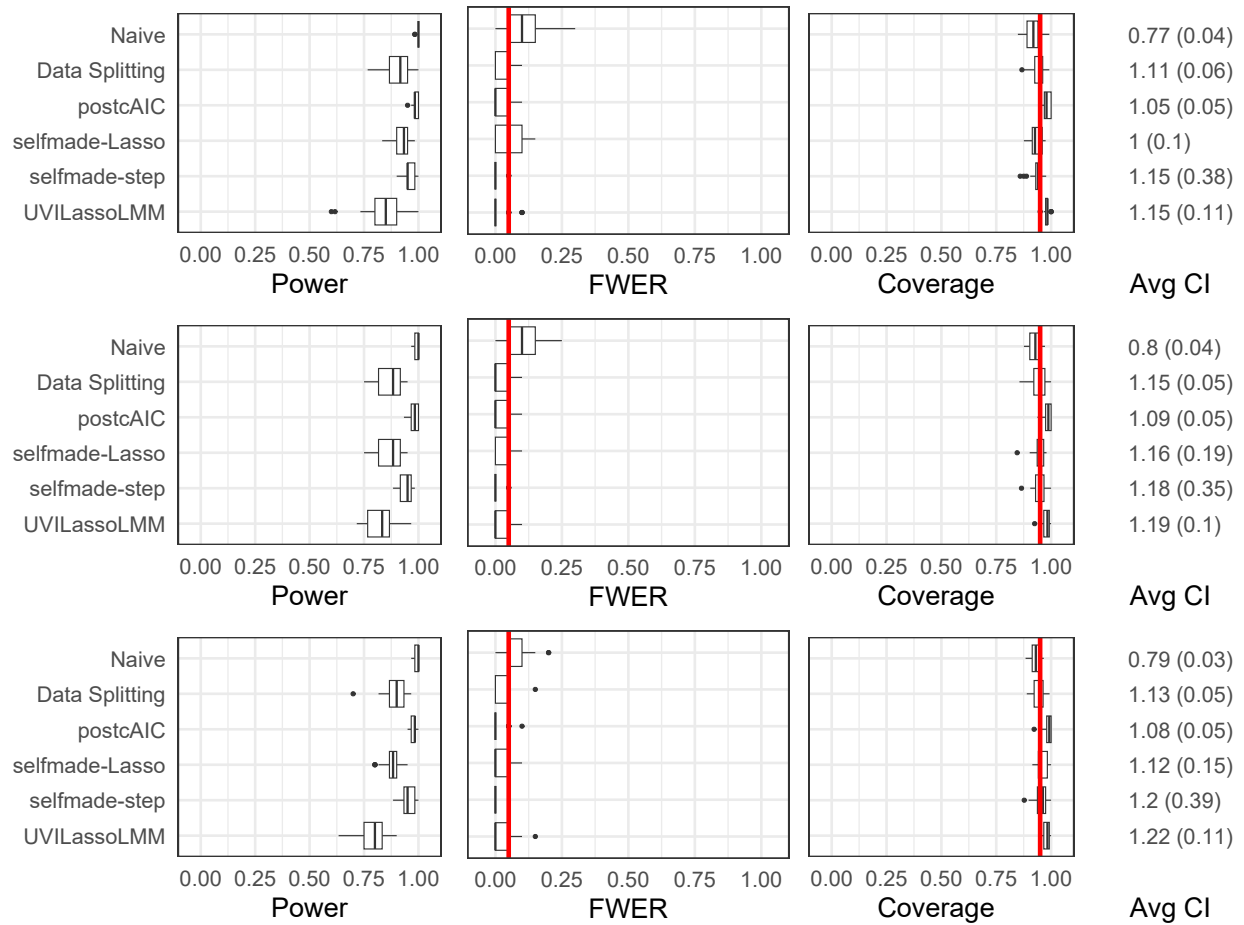 Naive 0.77 (0.04)
Data Splitting 1.11 (0.06)
postcAIC 1.05 (0.05)
selfmade-Lasso 1 (0.1)
selfmade-step 1.15 (0.38)
UVILassoLMM 1.15 (0.11)
0.00 0.25 0.50 0.75 1.00 0.00 0.25 0.50 0.75 1.00 0.00 0.25 0.50 0.75 1.00
Power FWER Coverage Avg CI
Naive 0.8 (0.04)
Data Splitting 1.15 (0.05)
postcAIC 1.09 (0.05)
selfmade-Lasso 1.16 (0.19)
selfmade-step 1.18 (0.35)
UVILassoLMM 1.19 (0.1)
0.00 0.25 0.50 0.75 1.00 0.00 0.25 0.50 0.75 1.00 0.00 0.25 0.50 0.75 1.00
Power FWER Coverage Avg CI
Naive 0.79 (0.03)
Data Splitting 1.13 (0.05)
postcAIC 1.08 (0.05)
selfmade-Lasso 1.12 (0.15)
selfmade-step 1.2 (0.39)
UVILassoLMM 1.22 (0.11)
0.00 0.25 0.50 0.75 1.00 0.00 0.25 0.50 0.75 1.00 0.00 0.25 0.50 0.75 1.00
Power FWER Coverage Avg CI